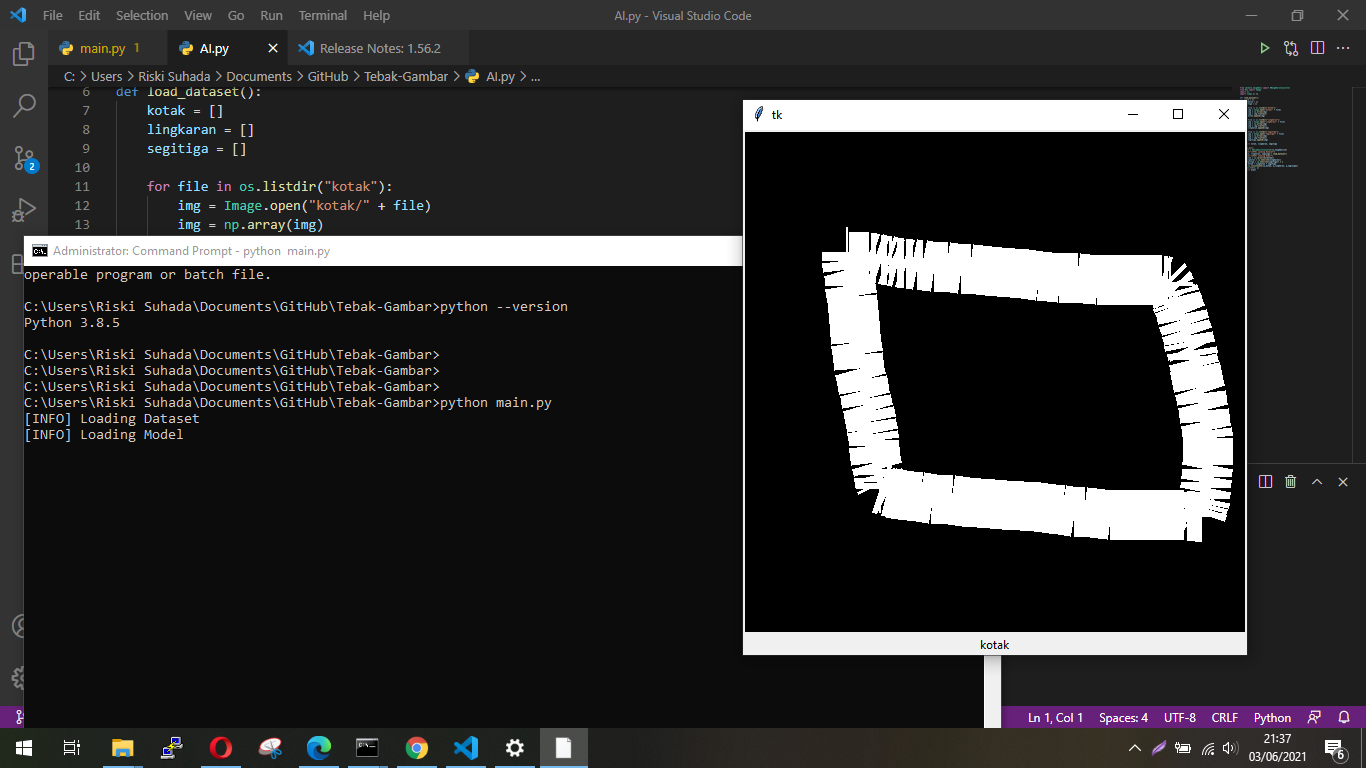 File Edit Selection View Go Run Terminal Help AI.py - Visual Studio Code
main.py 1 AI.py Release Notes: 1.56.2
C: > Users > Riski Suhada > Documents > GitHub > Tebak-Gambar > AI.py > ...
6 def load_dataset():
7 kotak = []
8 lingkaran = []
9 segitiga = []
10
11 for file in os.listdir("kotak"):
12 img = Image.open("kotak/" + file)
13 img = np.array(img)
tk
kotak
Administrator: Command Prompt - python main.py
operable program or batch file.
C:\Users\Riski Suhada\Documents\GitHub\Tebak-Gambar>python --version
Python 3.8.5
C:\Users\Riski Suhada\Documents\GitHub\Tebak-Gambar>
C:\Users\Riski Suhada\Documents\GitHub\Tebak-Gambar>
C:\Users\Riski Suhada\Documents\GitHub\Tebak-Gambar>
C:\Users\Riski Suhada\Documents\GitHub\Tebak-Gambar>python main.py
[INFO] Loading Dataset
[INFO] Loading Model
2
Ln 1, Col 1 Spaces: 4 UTF-8 CRLF Python
21:37
03/06/2021
6